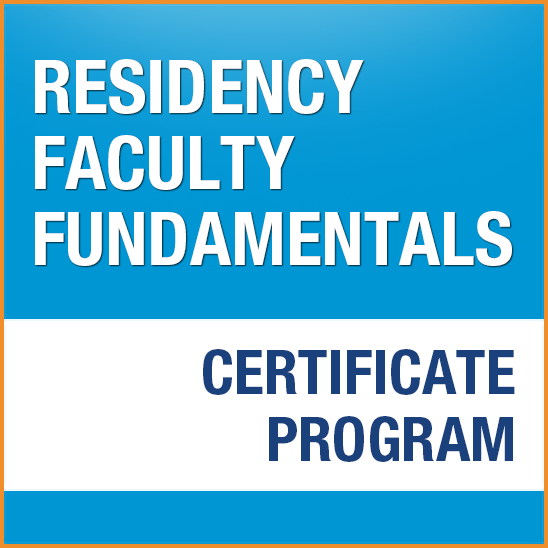 RESIDENCY
FACULTY
FUNDAMENTALS
CERTIFICATE
PROGRAM